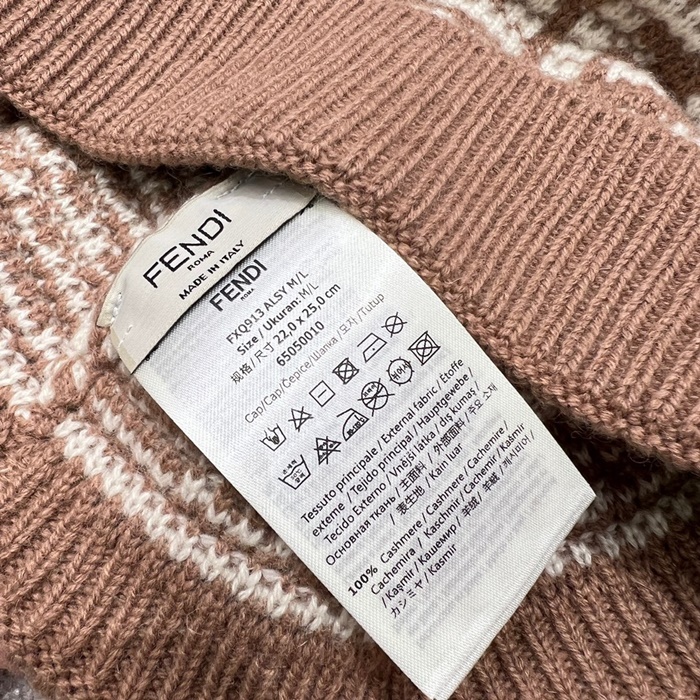 FENDI
ROMA
MADE IN ITALY
FENDI
ROMA
FXQ913 ALSY M/L
Size / Ukuran: M/L
规格 / 尺寸 22,0 x 25,0 cm
65050010
Cap/Cap/Čepice/Шапка/모자/Tutup
Tessuto principale / External fabric / Étoffe
externe / Tejido principal / Hauptgewebe /
Tecido Externo / Vnější látka / dış kumaş /
Основная ткань / 主面料 / 外部面料 / 주요 소재
/ 表生地 / Kain luar
100% Cashmere / Cashmere / Cachemire /
Cachemira / Kaschmir / Cachemir / Kašmír
/ Kaşmir / Кашемир / 羊绒 / 羊絨 / 캐시미어 /
カシミヤ / Kasmir